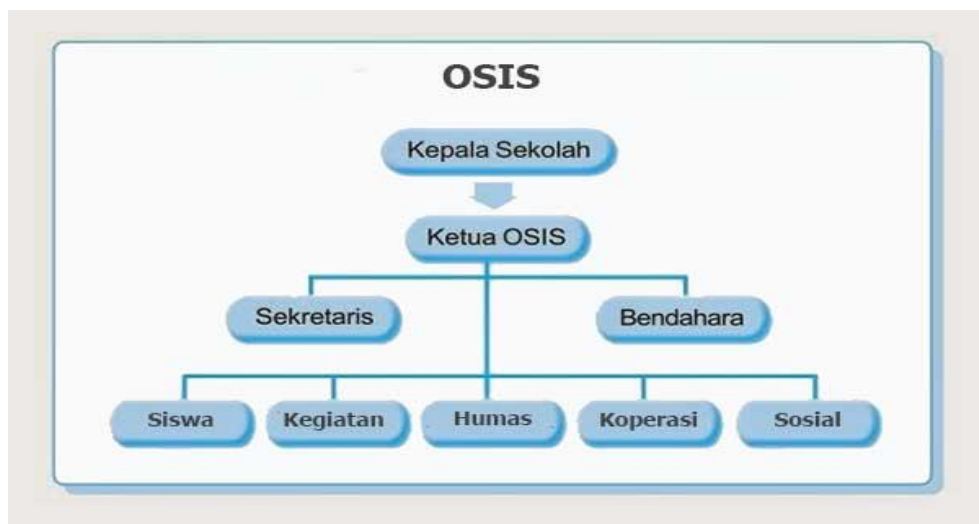 OSIS
Kepala Sekolah
Ketua OSIS
Sekretaris
Bendahara
Siswa
Kegiatan
Humas
Koperasi
Sosial